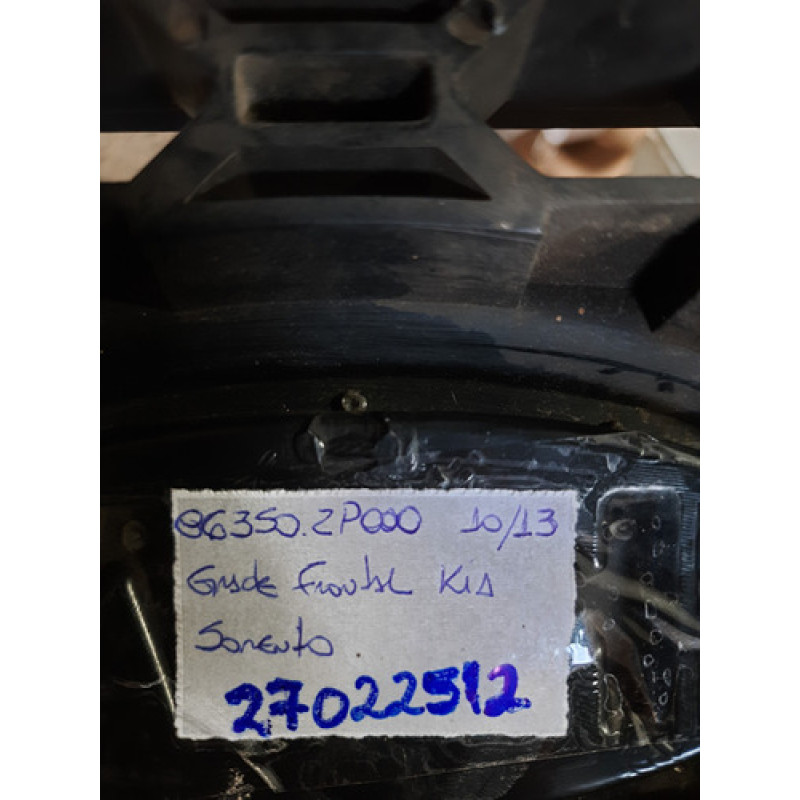 86350.2P000 10/13
Grade Frontal KIA
Sorento.
27022512